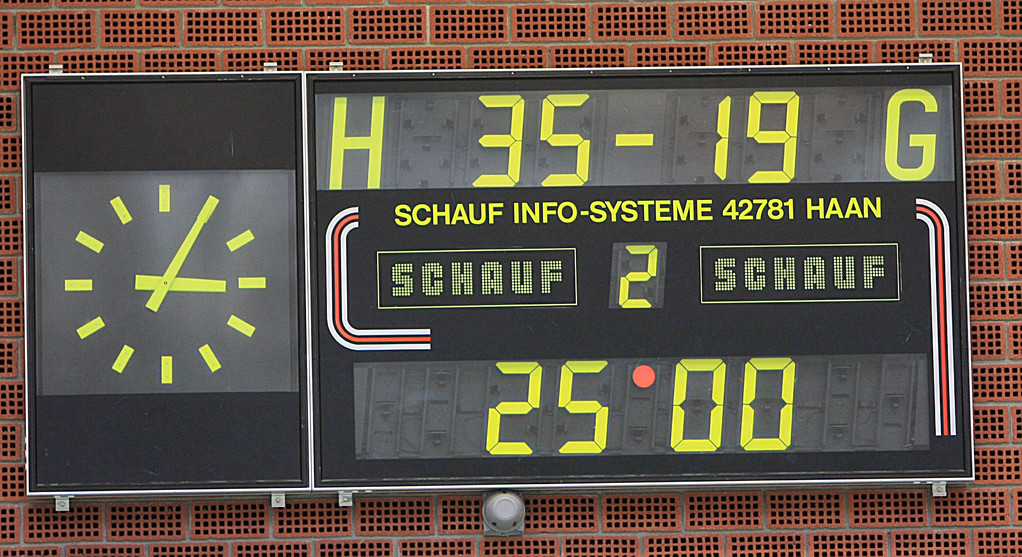 H 35-19 G
SCHAUF INFO-SYSTEME 42781 HAAN
SCHAUF 2 SCHAUF
25 00